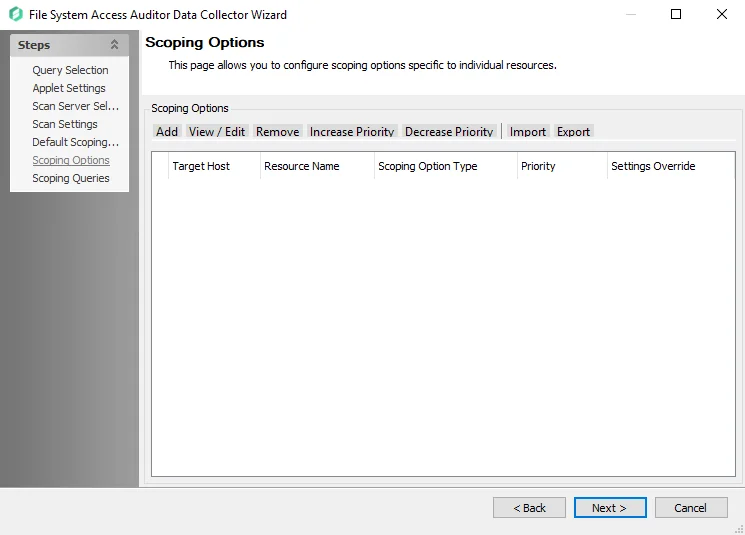 File System Access Auditor Data Collector Wizard
Steps
Query Selection
Applet Settings
Scan Server Sel...
Scan Settings
Default Scoping...
Scoping Options
Scoping Queries
Scoping Options
This page allows you to configure scoping options specific to individual resources.
Scoping Options
Add View / Edit Remove Increase Priority Decrease Priority Import Export
Target Host Resource Name Scoping Option Type Priority Settings Override
< Back Next > Cancel